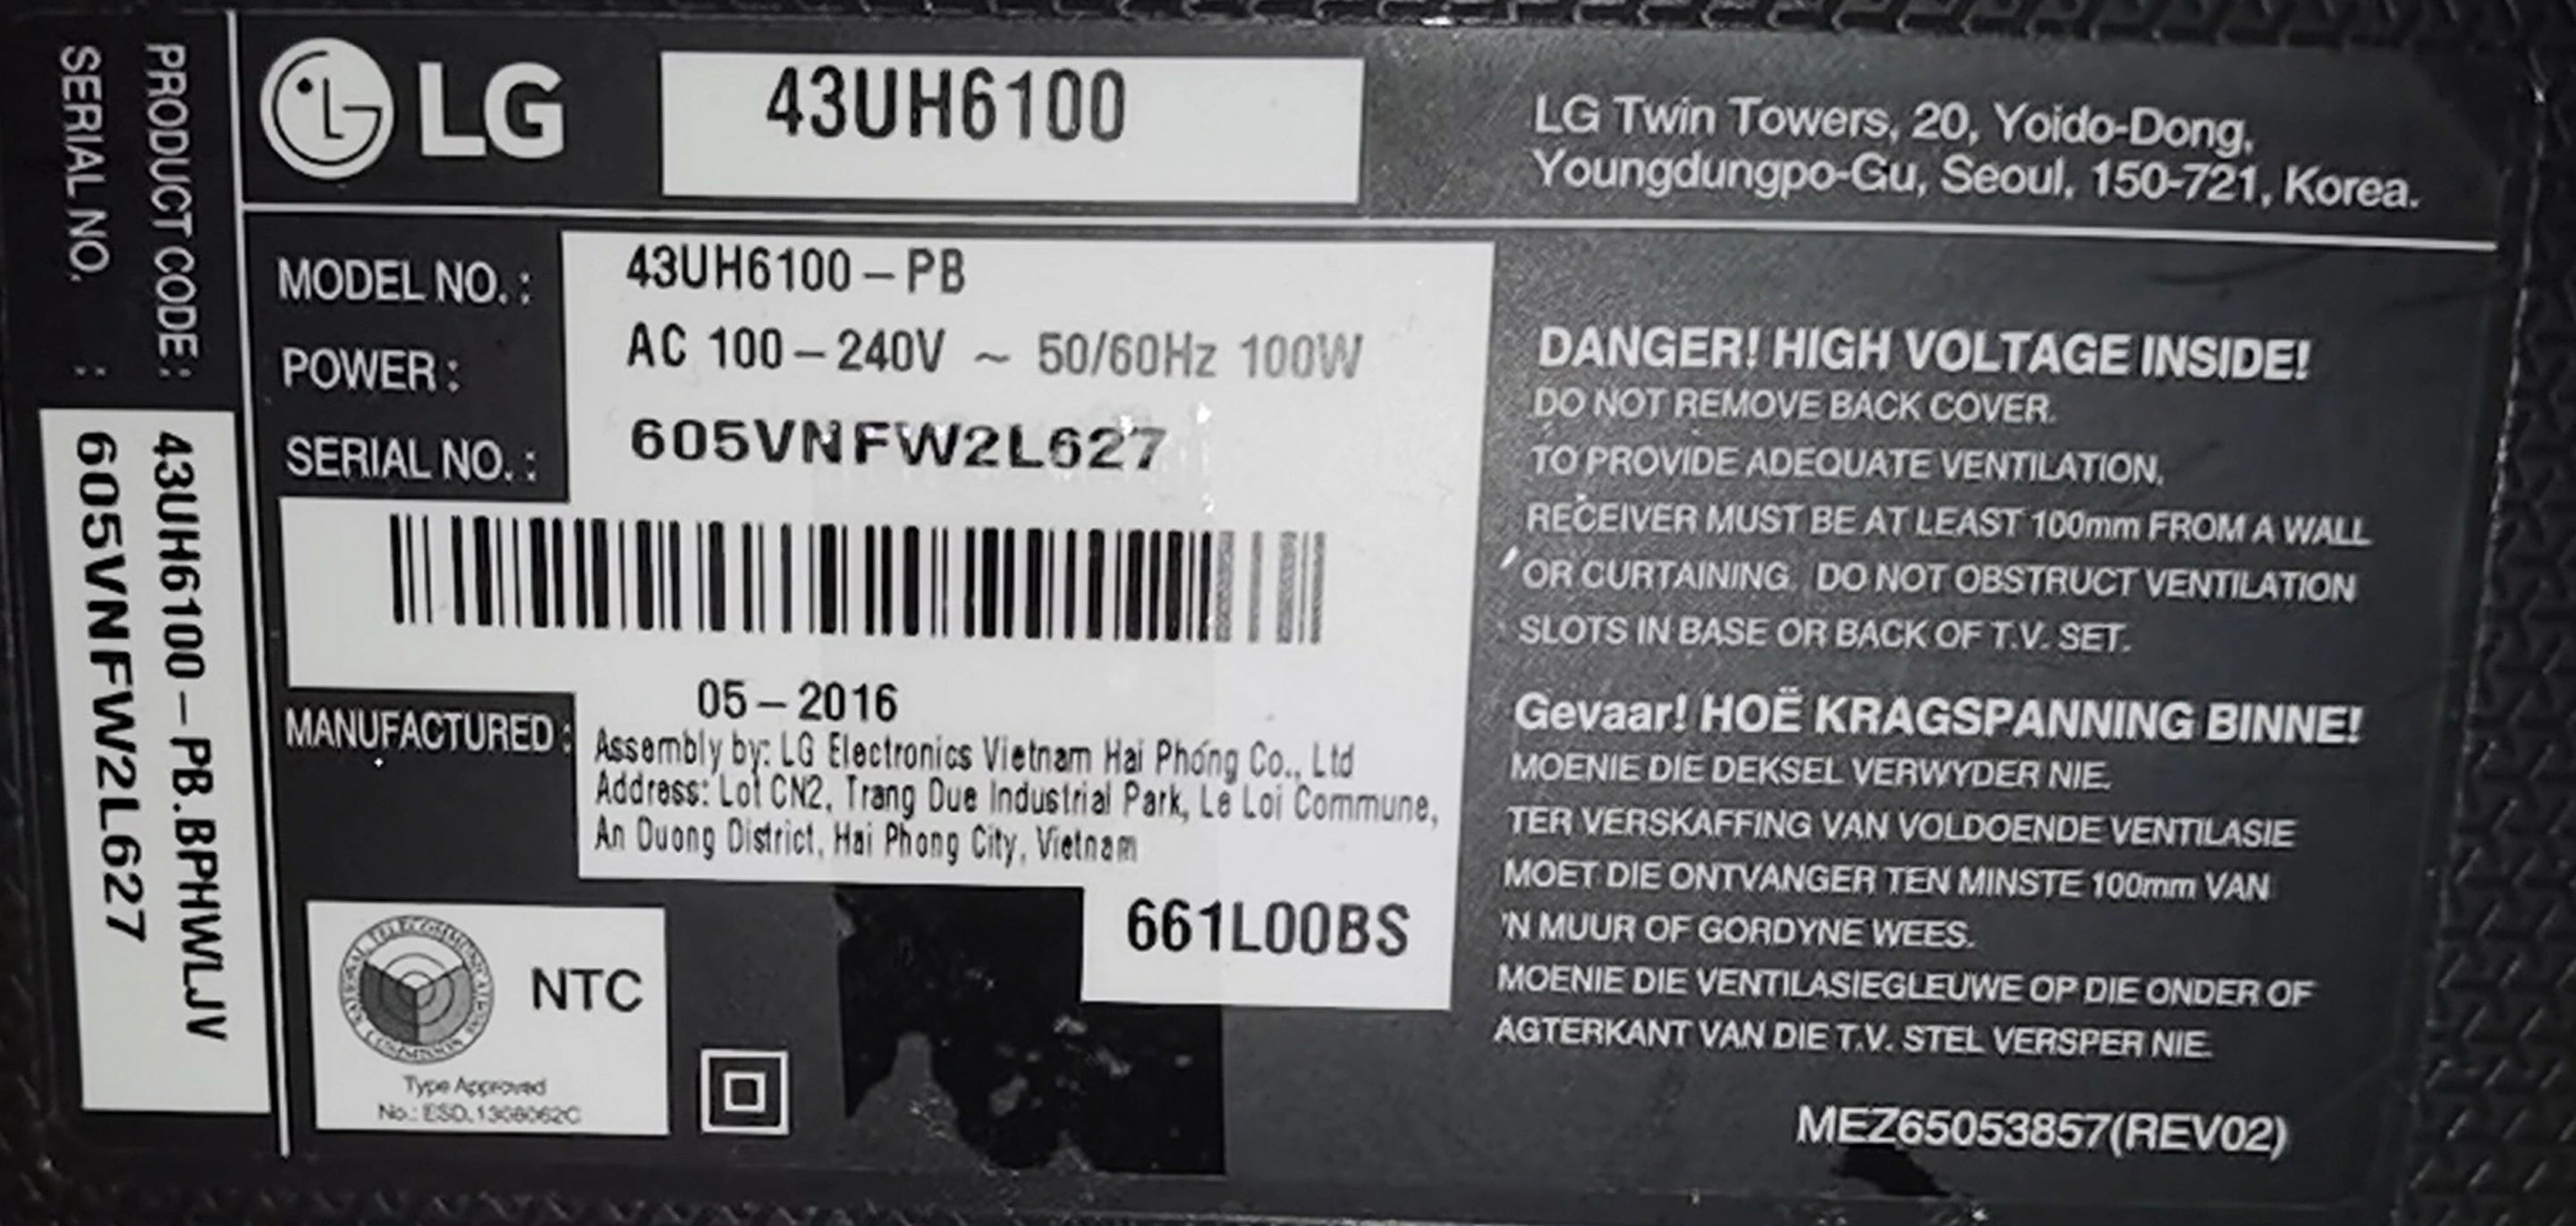 PRODUCT CODE : 43UH6100-PB.BPHWLJV
SERIAL NO. : 605VNFW2L627
LG
43UH6100
LG Twin Towers, 20, Yoido-Dong,
Youngdungpo-Gu, Seoul, 150-721, Korea.
MODEL NO. : 43UH6100-PB
POWER : AC 100-240V ~ 50/60Hz 100W
SERIAL NO. : 605VNFW2L627
05-2016
MANUFACTURED :
Assembly by: LG Electronics Vietnam Hai Phong Co., Ltd
Address: Lot CN2, Trang Due Industrial Park, Le Loi Commune,
An Duong District, Hai Phong City, Vietnam
661L00BS
NATIONAL TELECOMMUNICATIONS COMMISSION
NTC
Type Approved
No.: ESD.1306062C
DANGER! HIGH VOLTAGE INSIDE!
DO NOT REMOVE BACK COVER.
TO PROVIDE ADEQUATE VENTILATION,
RECEIVER MUST BE AT LEAST 100mm FROM A WALL
OR CURTAINING. DO NOT OBSTRUCT VENTILATION
SLOTS IN BASE OR BACK OF T.V. SET.
Gevaar! HOË KRAGSPANNING BINNE!
MOENIE DIE DEKSEL VERWYDER NIE.
TER VERSKAFFING VAN VOLDOENDE VENTILASIE
MOET DIE ONTVANGER TEN MINSTE 100mm VAN
'N MUUR OF GORDYNE WEES.
MOENIE DIE VENTILASIEGLEUWE OP DIE ONDER OF
AGTERKANT VAN DIE T.V. STEL VERSPER NIE.
MEZ65053857(REV02)